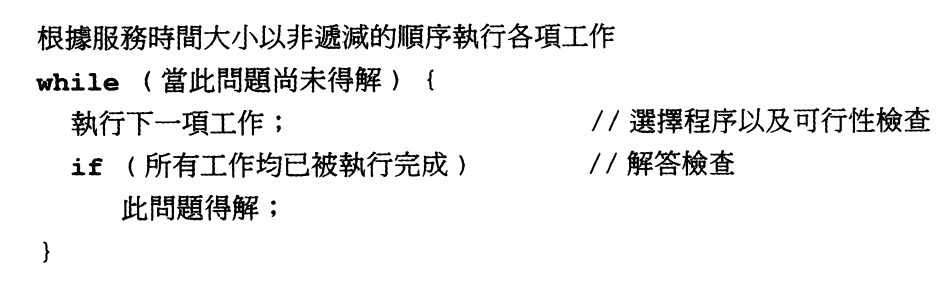 根據服務時間大小以非遞減的順序執行各項工作
while （當此問題尚未得解） {
執行下一項工作； // 選擇程序以及可行性檢查
if （所有工作均已被執行完成） // 解答檢查
此問題得解；
}